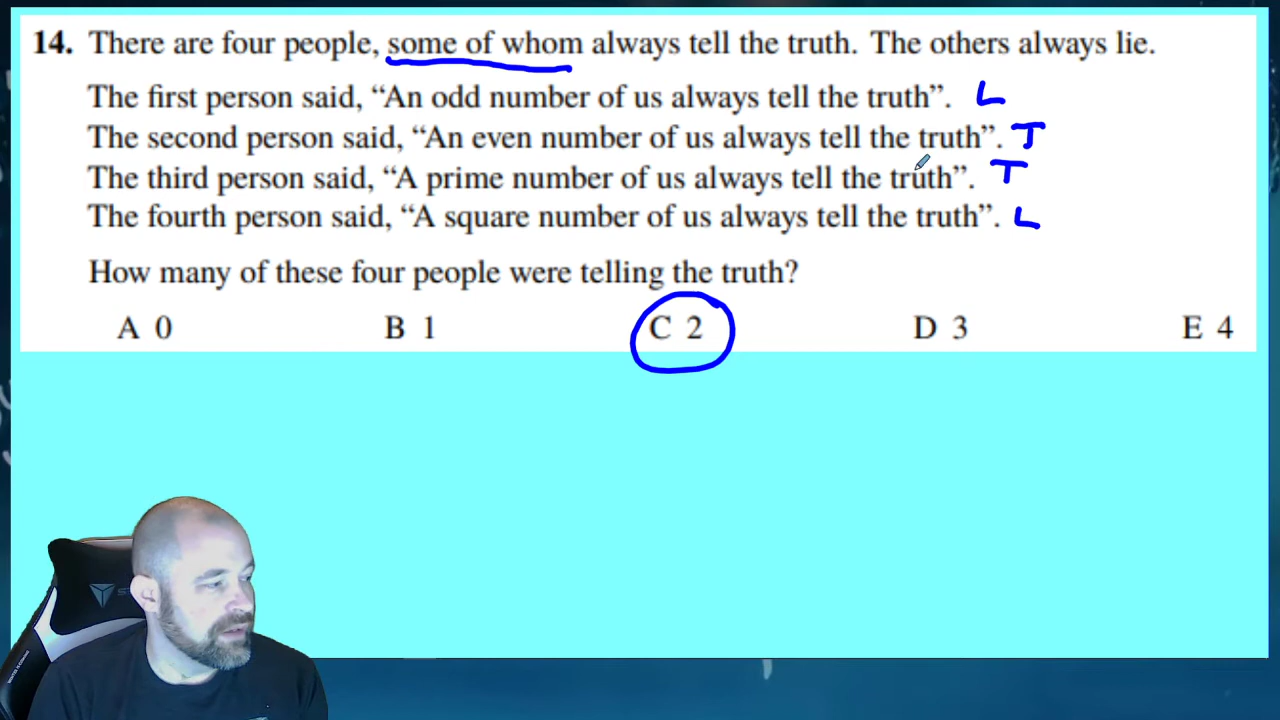 14. There are four people, some of whom always tell the truth. The others always lie.
The first person said, “An odd number of us always tell the truth”. L
The second person said, “An even number of us always tell the truth”. T
The third person said, “A prime number of us always tell the truth”. T
The fourth person said, “A square number of us always tell the truth”. L
How many of these four people were telling the truth?
A 0 B 1 C 2 D 3 E 4